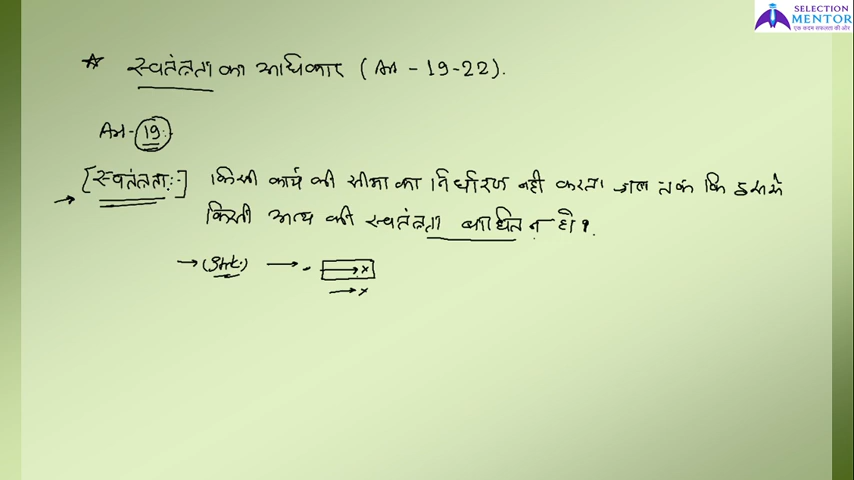 SELECTION
MENTOR
एक कदम सफलता की ओर
* स्वतंत्रता का अधिकार (Art - 19-22).
Art - 19:
[स्वतंत्रता:-] किसी कार्य की सीमा का निर्धारण नही करता जब तक कि इससे
किसी अन्य की स्वतंत्रता बाधित न हो।